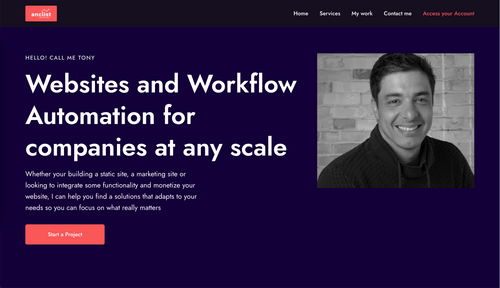 anclist
Home Services My work Contact me Access your Account
HELLO! CALL ME TONY
Websites and Workflow
Automation for
companies at any scale
Whether your building a static site, a marketing site or
looking to integrate some functionality and monetize your
website, I can help you find a solutions that adapts to your
needs so you can focus on what really matters
Start a Project